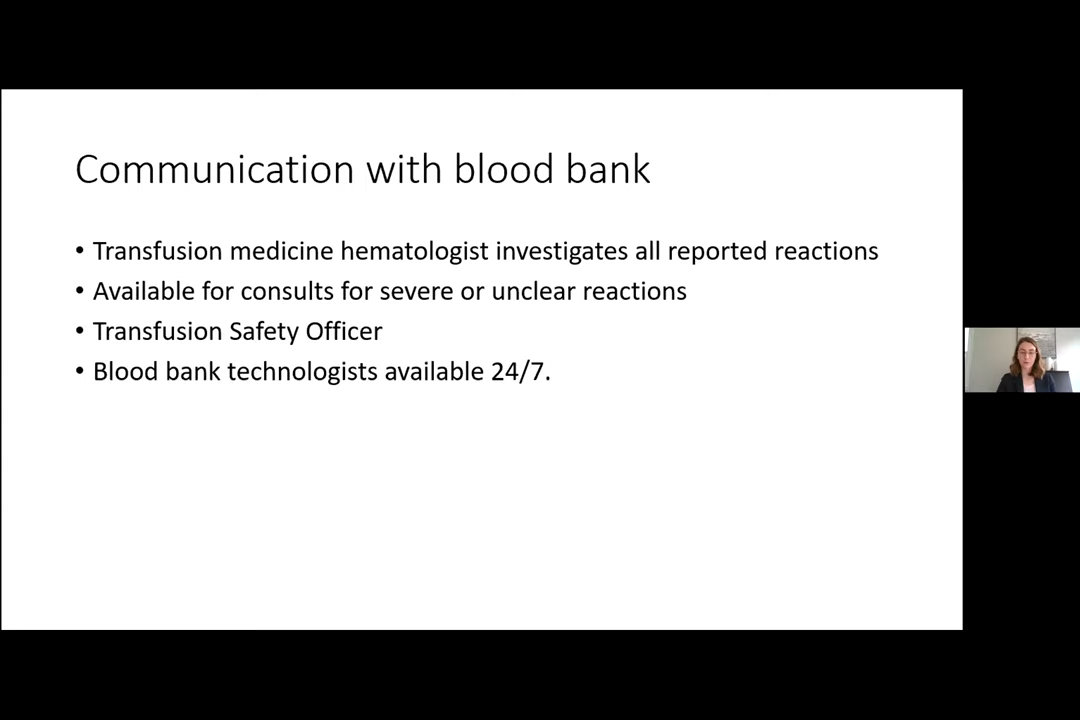 Communication with blood bank
• Transfusion medicine hematologist investigates all reported reactions
• Available for consults for severe or unclear reactions
• Transfusion Safety Officer
• Blood bank technologists available 24/7.